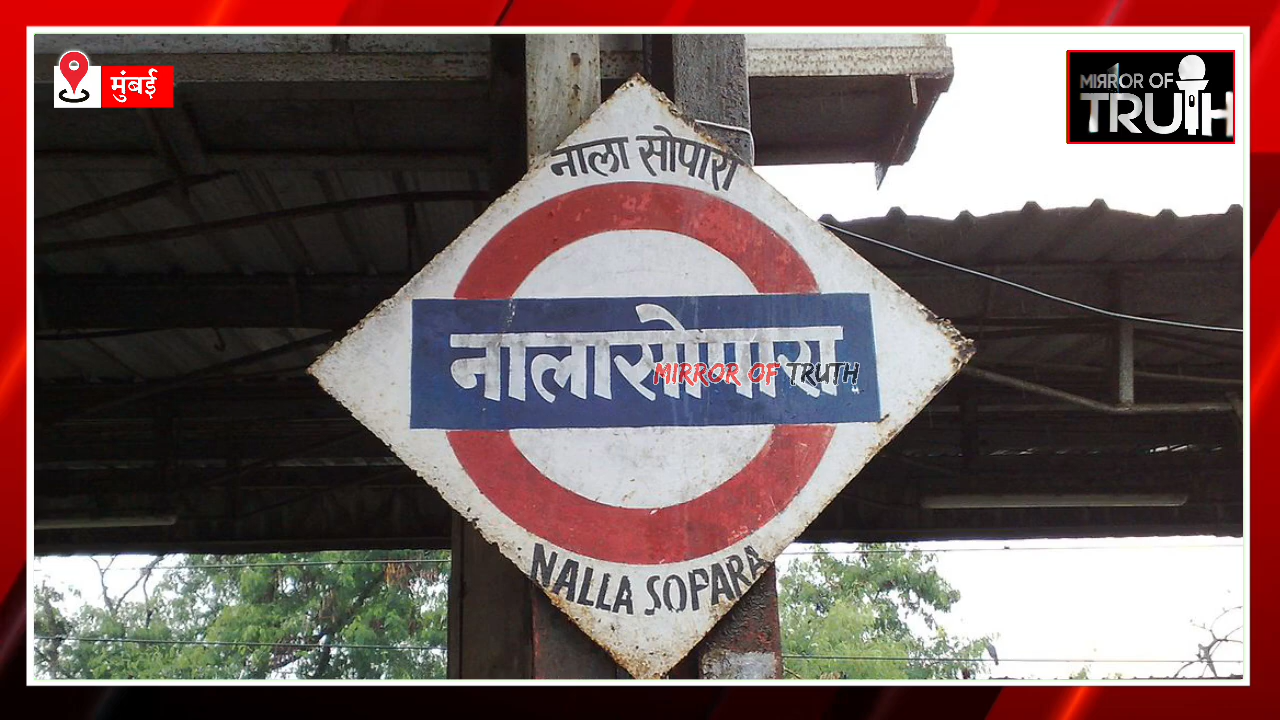 मुंबई
MIRROR OF
TRUTH
नाला सोपारा
नालासोपारा
MIRROR OF TRUTH
NALLA SOPARA